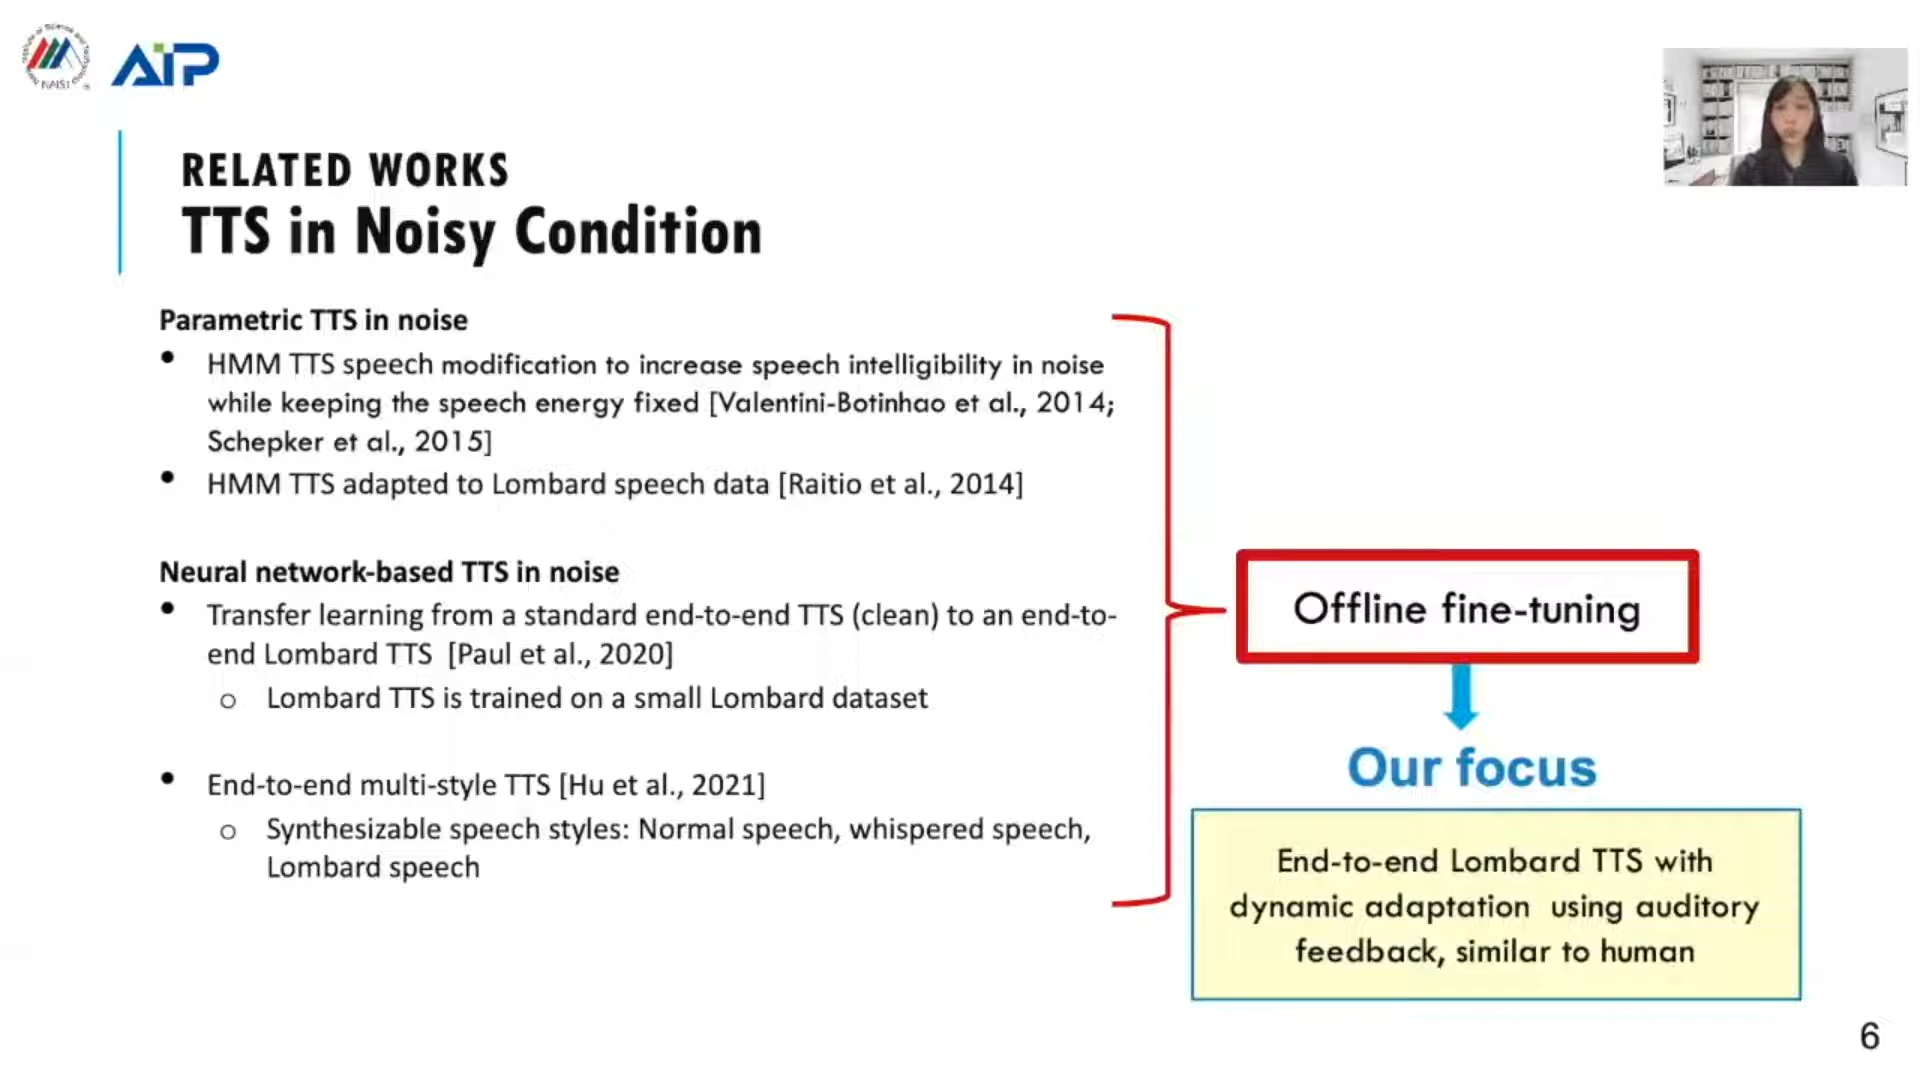 NAIST
AIP
RELATED WORKS
TTS in Noisy Condition
Parametric TTS in noise
• HMM TTS speech modification to increase speech intelligibility in noise
while keeping the speech energy fixed [Valentini-Botinhao et al., 2014;
Schepker et al., 2015]
• HMM TTS adapted to Lombard speech data [Raitio et al., 2014]
Neural network-based TTS in noise
• Transfer learning from a standard end-to-end TTS (clean) to an end-to-
end Lombard TTS [Paul et al., 2020]
o Lombard TTS is trained on a small Lombard dataset
• End-to-end multi-style TTS [Hu et al., 2021]
o Synthesizable speech styles: Normal speech, whispered speech,
Lombard speech
Offline fine-tuning
Our focus
End-to-end Lombard TTS with
dynamic adaptation using auditory
feedback, similar to human
6